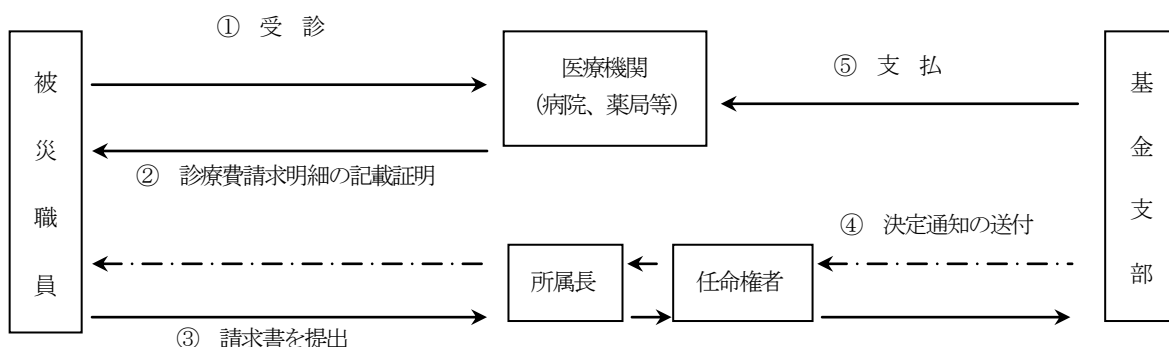 ① 受 診
被災職員
医療機関
(病院、薬局等)
⑤ 支 払
基金支部
② 診療費請求明細の記載証明
④ 決定通知の送付
所属長
任命権者
③ 請求書を提出